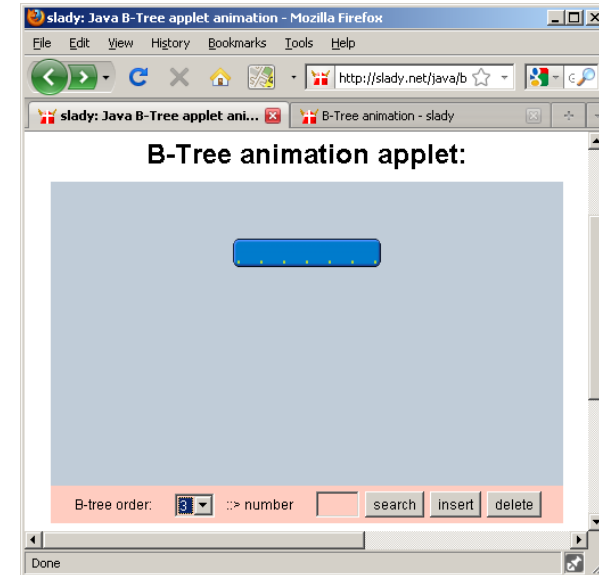 slady: Java B-Tree applet animation - Mozilla Firefox
File Edit View History Bookmarks Tools Help
http://slady.net/java/b
slady: Java B-Tree applet ani... B-Tree animation - slady
B-Tree animation applet:
B-tree order: 3 ::> number search insert delete
Done